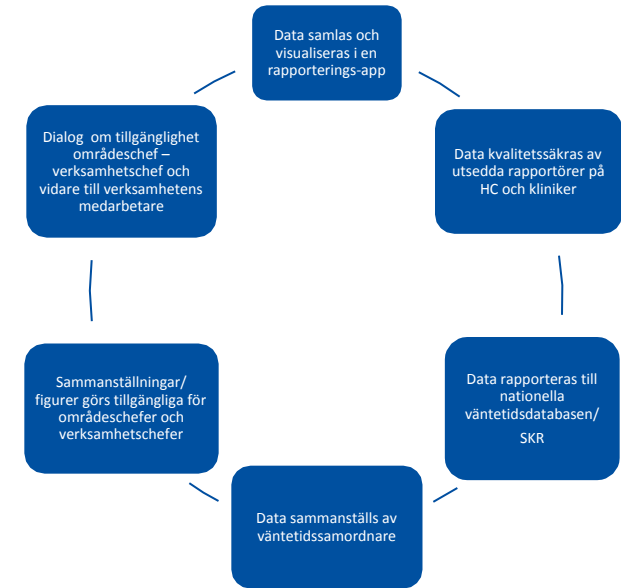 Data samlas och
visualiseras i en
rapporterings-app
Data kvalitetssäkras av
utsedda rapportörer på
HC och kliniker
Data rapporteras till
nationella
väntetidsdatabasen/
SKR
Data sammanställs av
väntetidssamordnare
Sammanställningar/
figurer görs tillgängliga för
områdeschefer och
verksamhetschefer
Dialog om tillgänglighet
områdeschef –
verksamhetschef och
vidare till verksamhetens
medarbetare